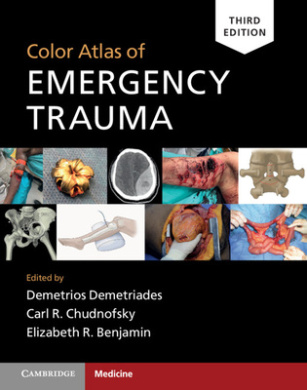 THIRD
EDITION
Color Atlas of
EMERGENCY
TRAUMA
Edited by
Demetrios Demetriades
Carl R. Chudnofsky
Elizabeth R. Benjamin
CAMBRIDGE
Medicine